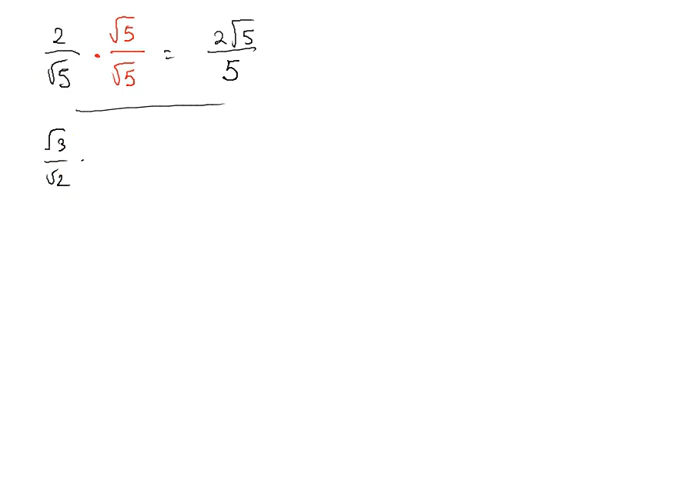 2/√5 · √5/√5 = 2√5/5
√3/√2 ·